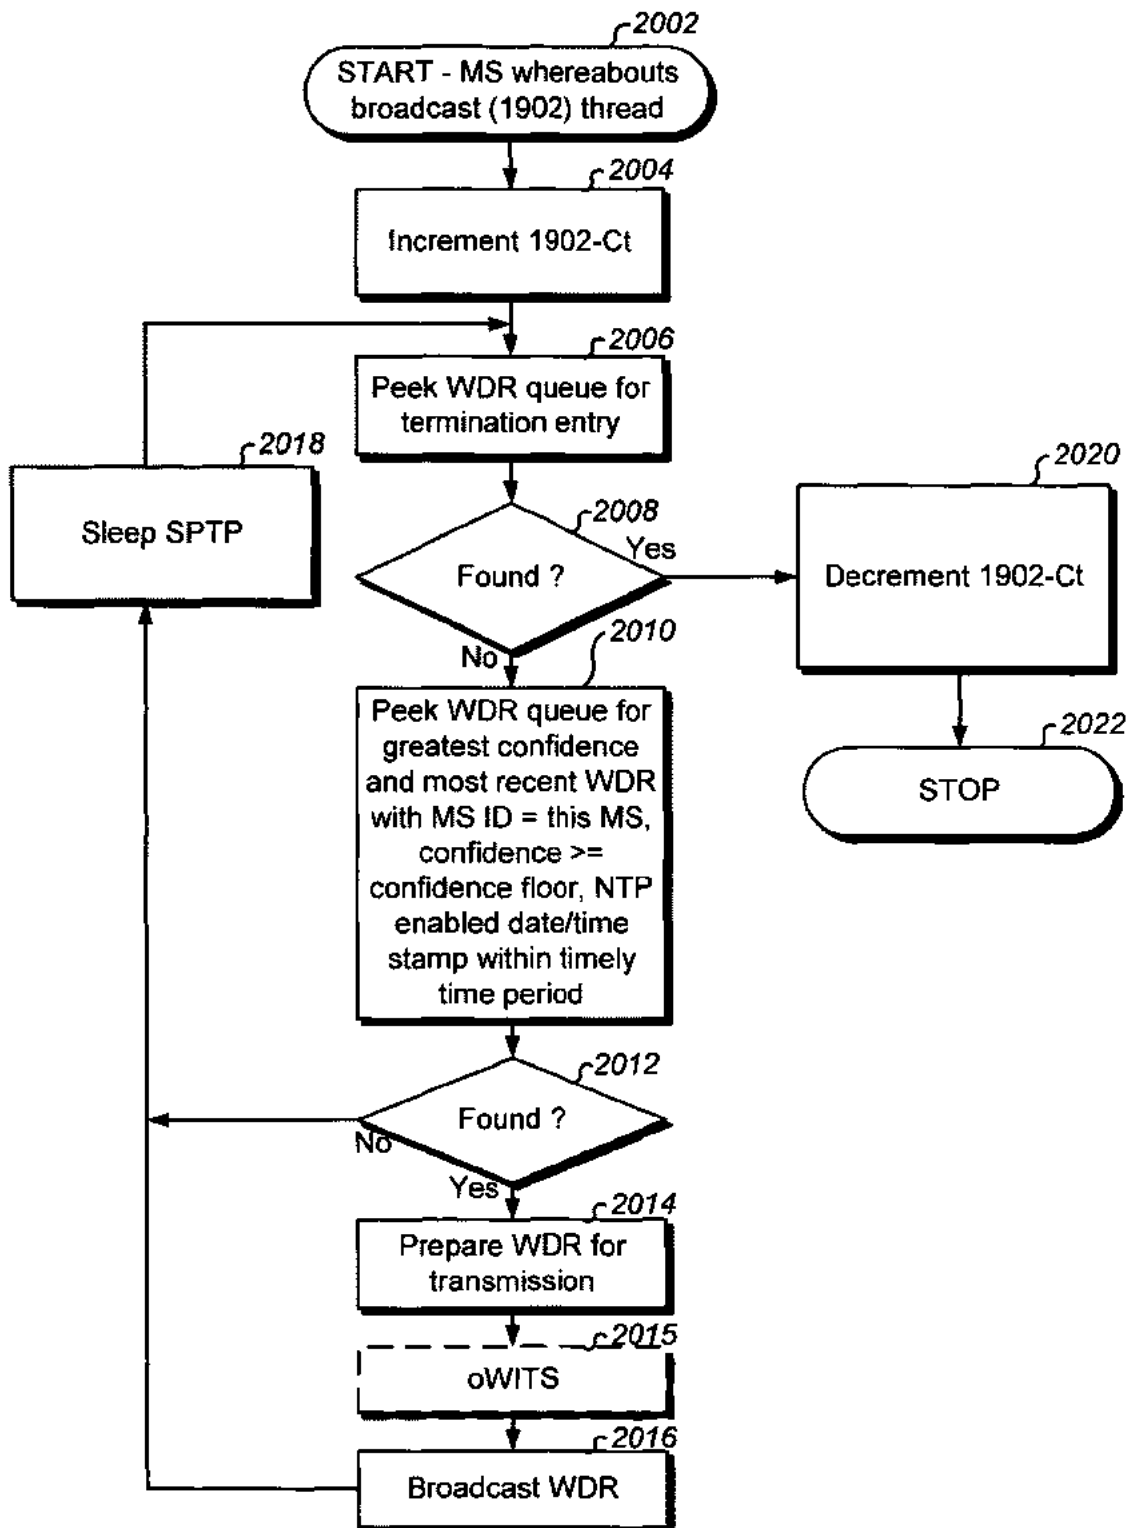 2002
START - MS whereabouts
broadcast (1902) thread
2004
Increment 1902-Ct
2006
Peek WDR queue for
termination entry
2018
Sleep SPTP
2008
Found ?
Yes
No
2020
Decrement 1902-Ct
2022
STOP
2010
Peek WDR queue for
greatest confidence
and most recent WDR
with MS ID = this MS,
confidence >=
confidence floor, NTP
enabled date/time
stamp within timely
time period
2012
Found ?
No
Yes
2014
Prepare WDR for
transmission
2015
oWITS
2016
Broadcast WDR